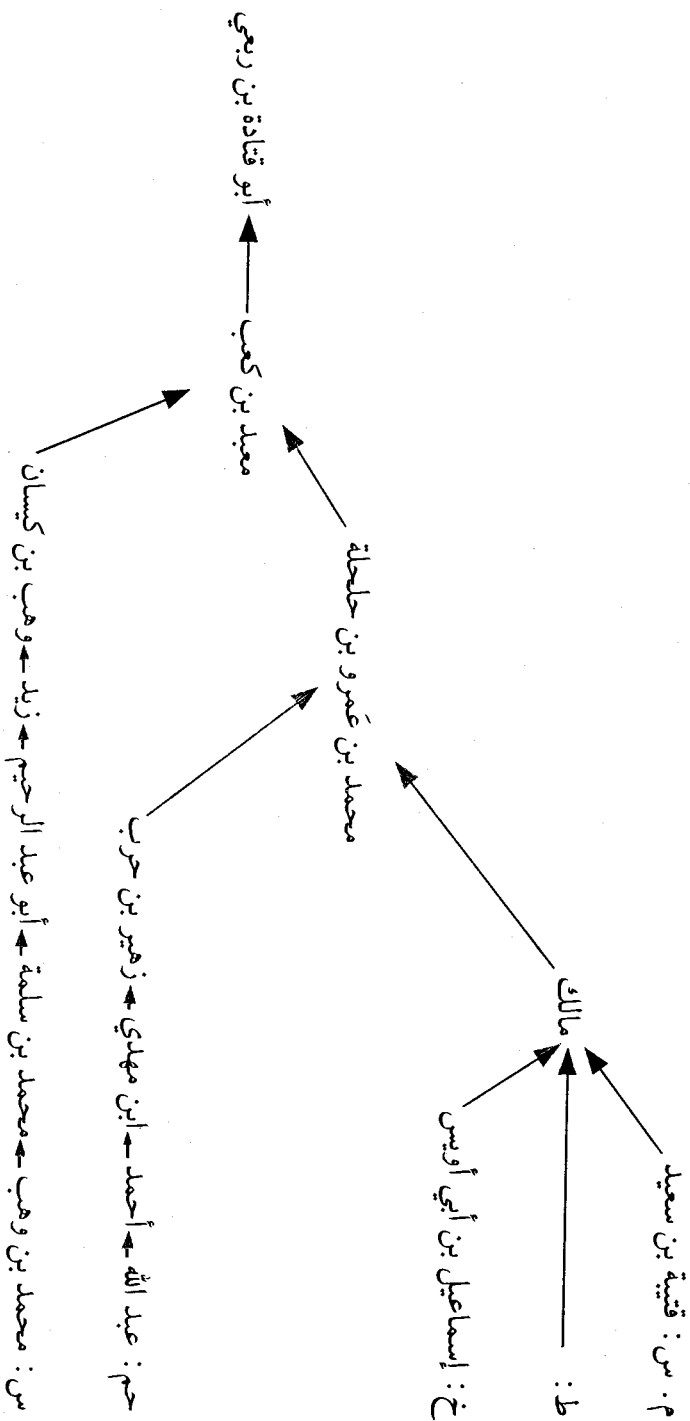 م. س: قتيبة بن سعيد
ط:
مالك
خ: إسماعيل بن أبي أويس
محمد بن عَمرو بن حلحلة
حم: عبد الله ← أحمد ← ابن مهدي ← زهير بن حرب
معبد بن كعب
أبو قتادة بن ربعي
س: محمد بن وهب ← محمد بن سلمة ← أبو عبد الرحيم ← زيد ← وهب بن كيسان